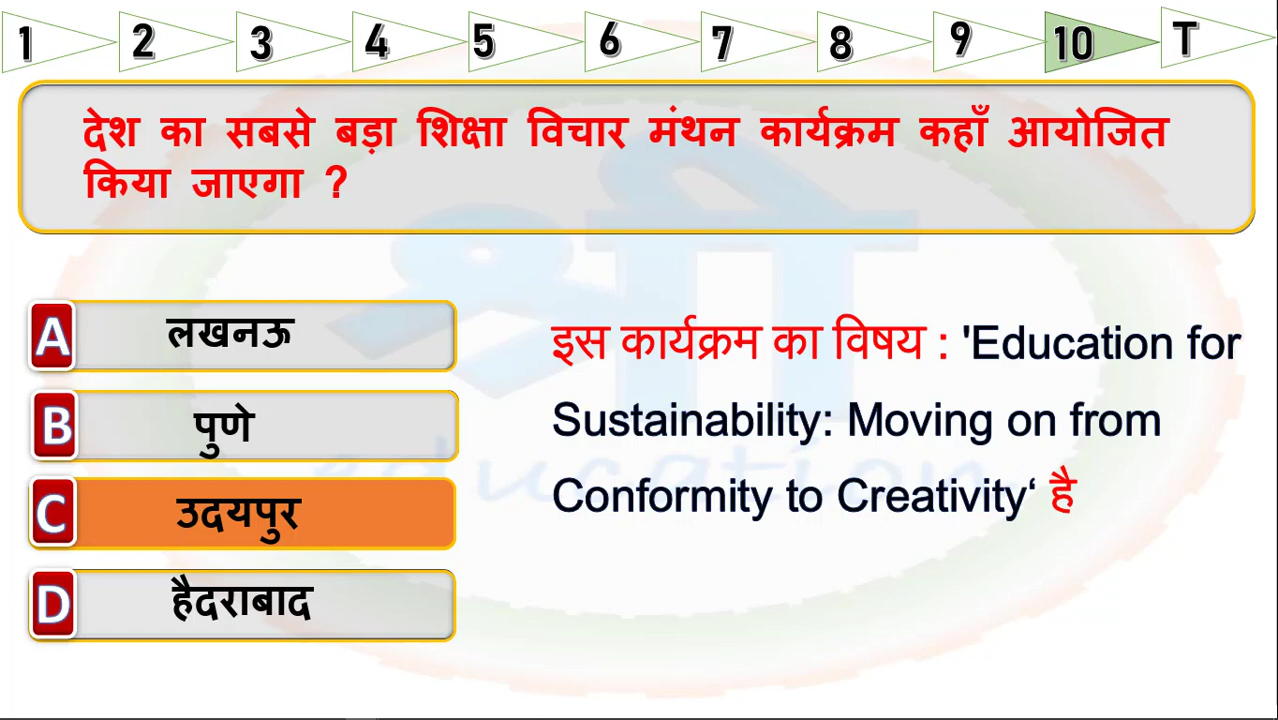 1 2 3 4 5 6 7 8 9 10 T
देश का सबसे बड़ा शिक्षा विचार मंथन कार्यक्रम कहाँ आयोजित
किया जाएगा ?
A लखनऊ
B पुणे
C उदयपुर
D हैदराबाद
इस कार्यक्रम का विषय : 'Education for
Sustainability: Moving on from
Conformity to Creativity‘ है
श्री
education